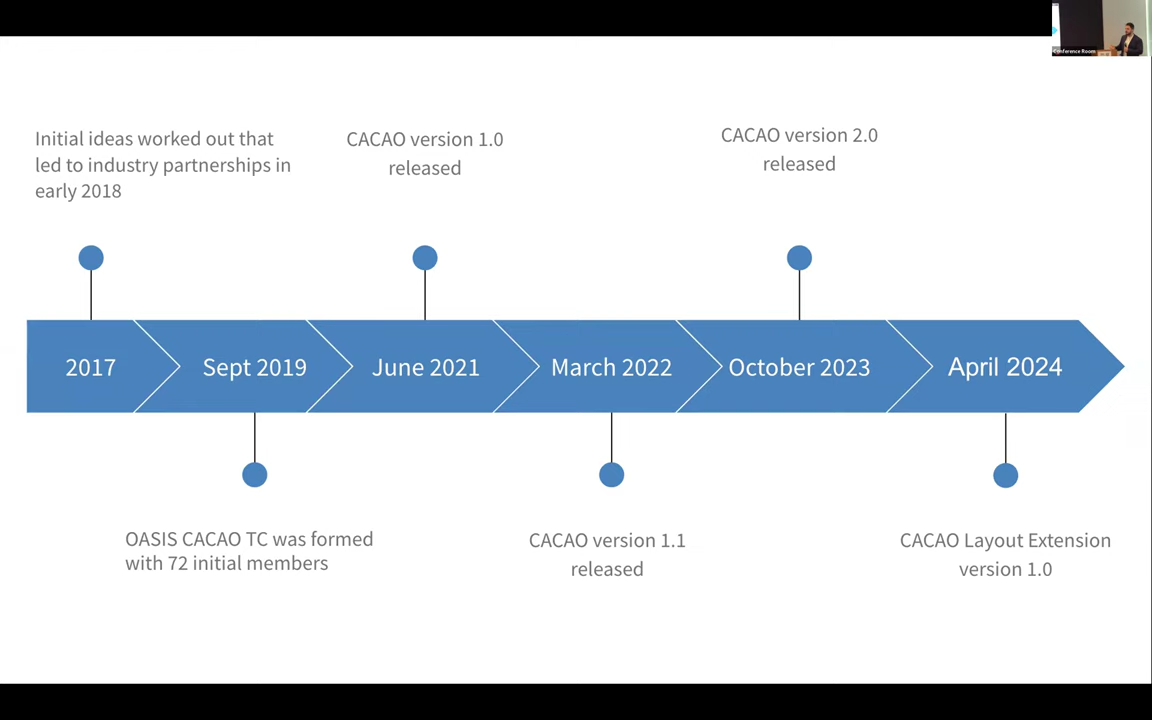 Conference Room
Initial ideas worked out that
led to industry partnerships in
early 2018
CACAO version 1.0
released
CACAO version 2.0
released
2017
Sept 2019
June 2021
March 2022
October 2023
April 2024
OASIS CACAO TC was formed
with 72 initial members
CACAO version 1.1
released
CACAO Layout Extension
version 1.0